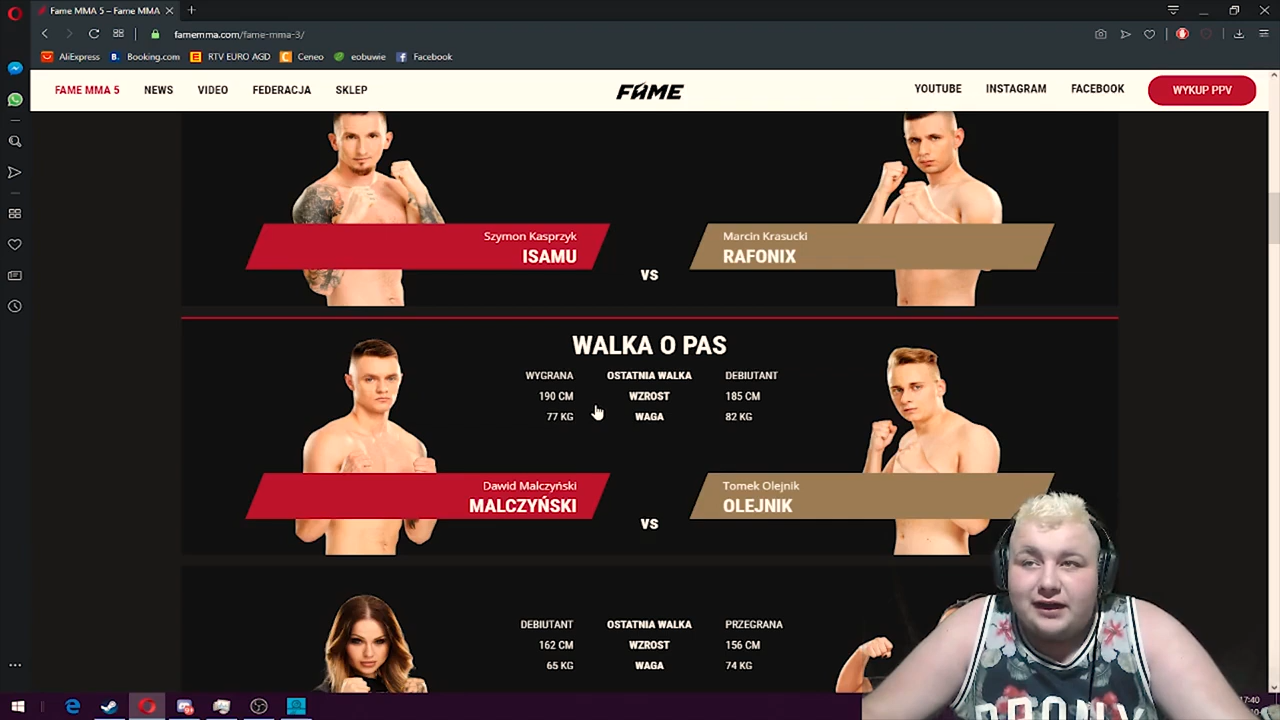 Fame MMA 5 – Fame MMA
famemma.com/fame-mma-3/
AliExpress Booking.com RTV EURO AGD Ceneo eobuwie Facebook
FAME MMA 5 NEWS VIDEO FEDERACJA SKLEP FAME YOUTUBE INSTAGRAM FACEBOOK WYKUP PPV
Szymon Kasprzyk
ISAMU
VS
Marcin Krasucki
RAFONIX
WALKA O PAS
WYGRANA OSTATNIA WALKA DEBIUTANT
190 CM WZROST 185 CM
77 KG WAGA 82 KG
Dawid Malczyński
MALCZYŃSKI
VS
Tomek Olejnik
OLEJNIK
DEBIUTANT OSTATNIA WALKA PRZEGRANA
162 CM WZROST 156 CM
65 KG WAGA 74 KG
17:40